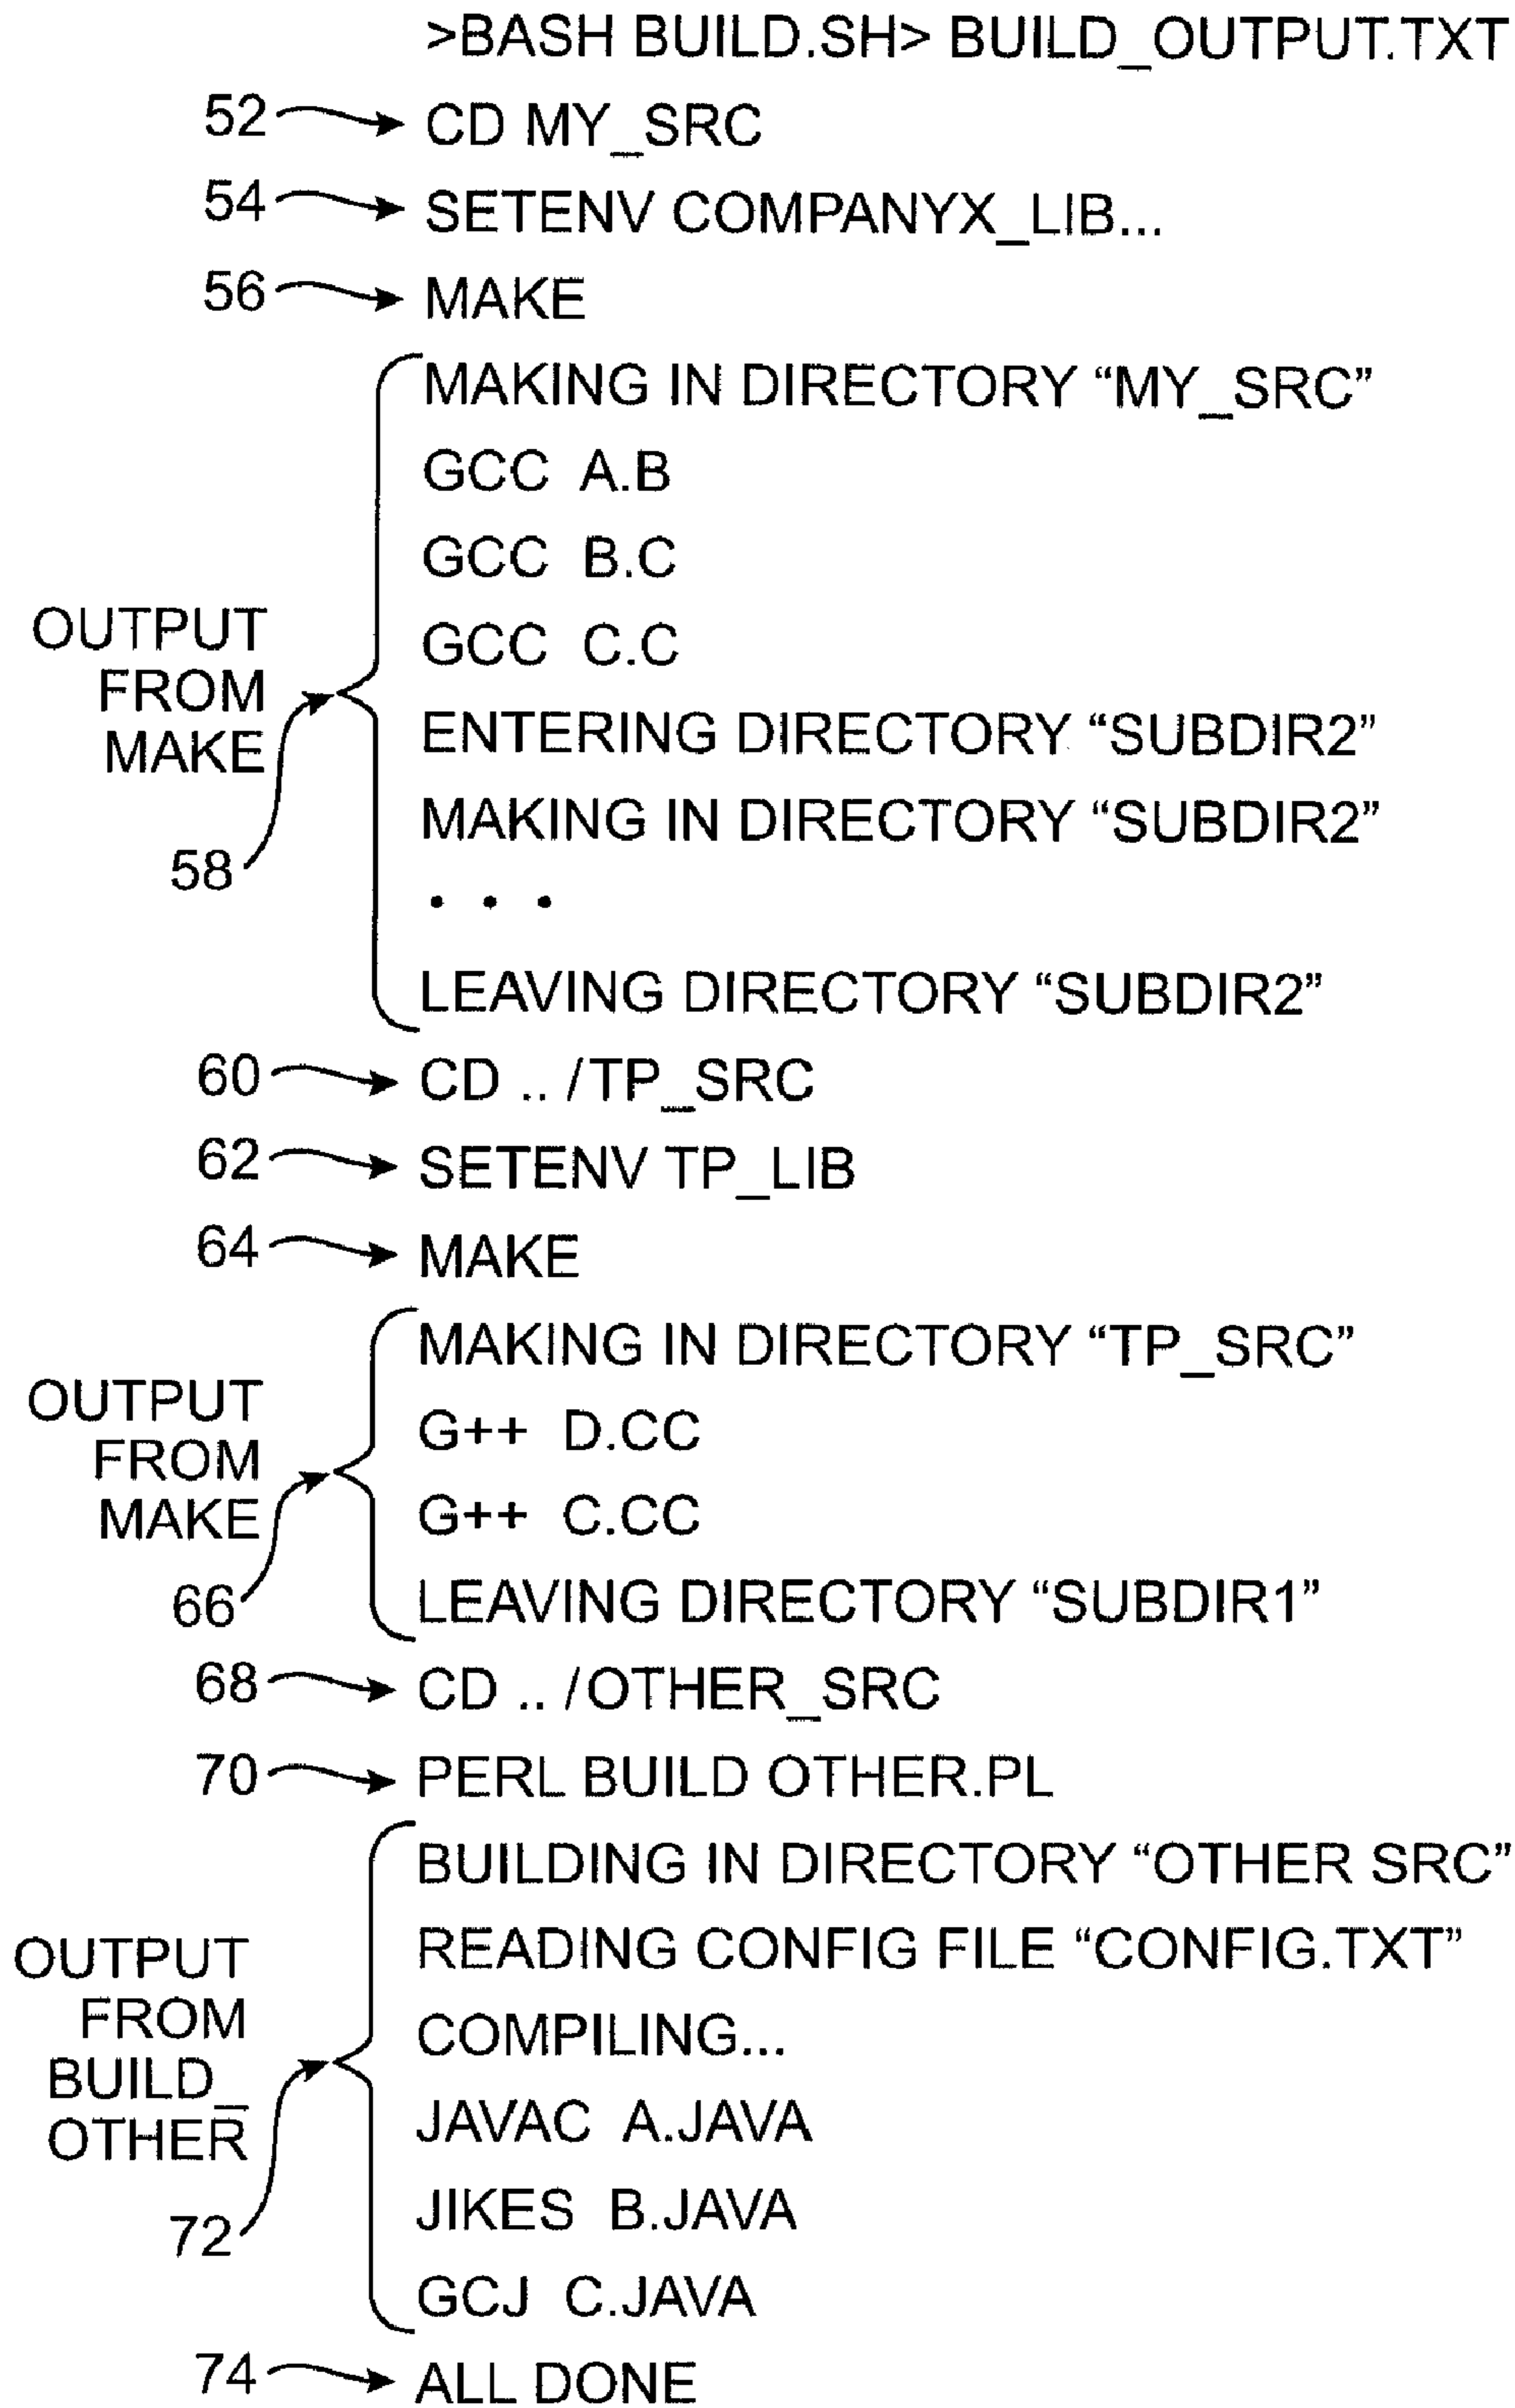 >BASH BUILD.SH> BUILD_OUTPUT.TXT
52 CD MY_SRC
54 SETENV COMPANYX_LIB...
56 MAKE
OUTPUT
FROM
MAKE
58
MAKING IN DIRECTORY “MY_SRC”
GCC A.B
GCC B.C
GCC C.C
ENTERING DIRECTORY “SUBDIR2”
MAKING IN DIRECTORY “SUBDIR2”
. . .
LEAVING DIRECTORY “SUBDIR2”
60 CD .. /TP_SRC
62 SETENV TP_LIB
64 MAKE
OUTPUT
FROM
MAKE
66
MAKING IN DIRECTORY “TP_SRC”
G++ D.CC
G++ C.CC
LEAVING DIRECTORY “SUBDIR1”
68 CD .. /OTHER_SRC
70 PERL BUILD OTHER.PL
OUTPUT
FROM
BUILD_
OTHER
72
BUILDING IN DIRECTORY “OTHER SRC”
READING CONFIG FILE “CONFIG.TXT”
COMPILING...
JAVAC A.JAVA
JIKES B.JAVA
GCJ C.JAVA
74 ALL DONE